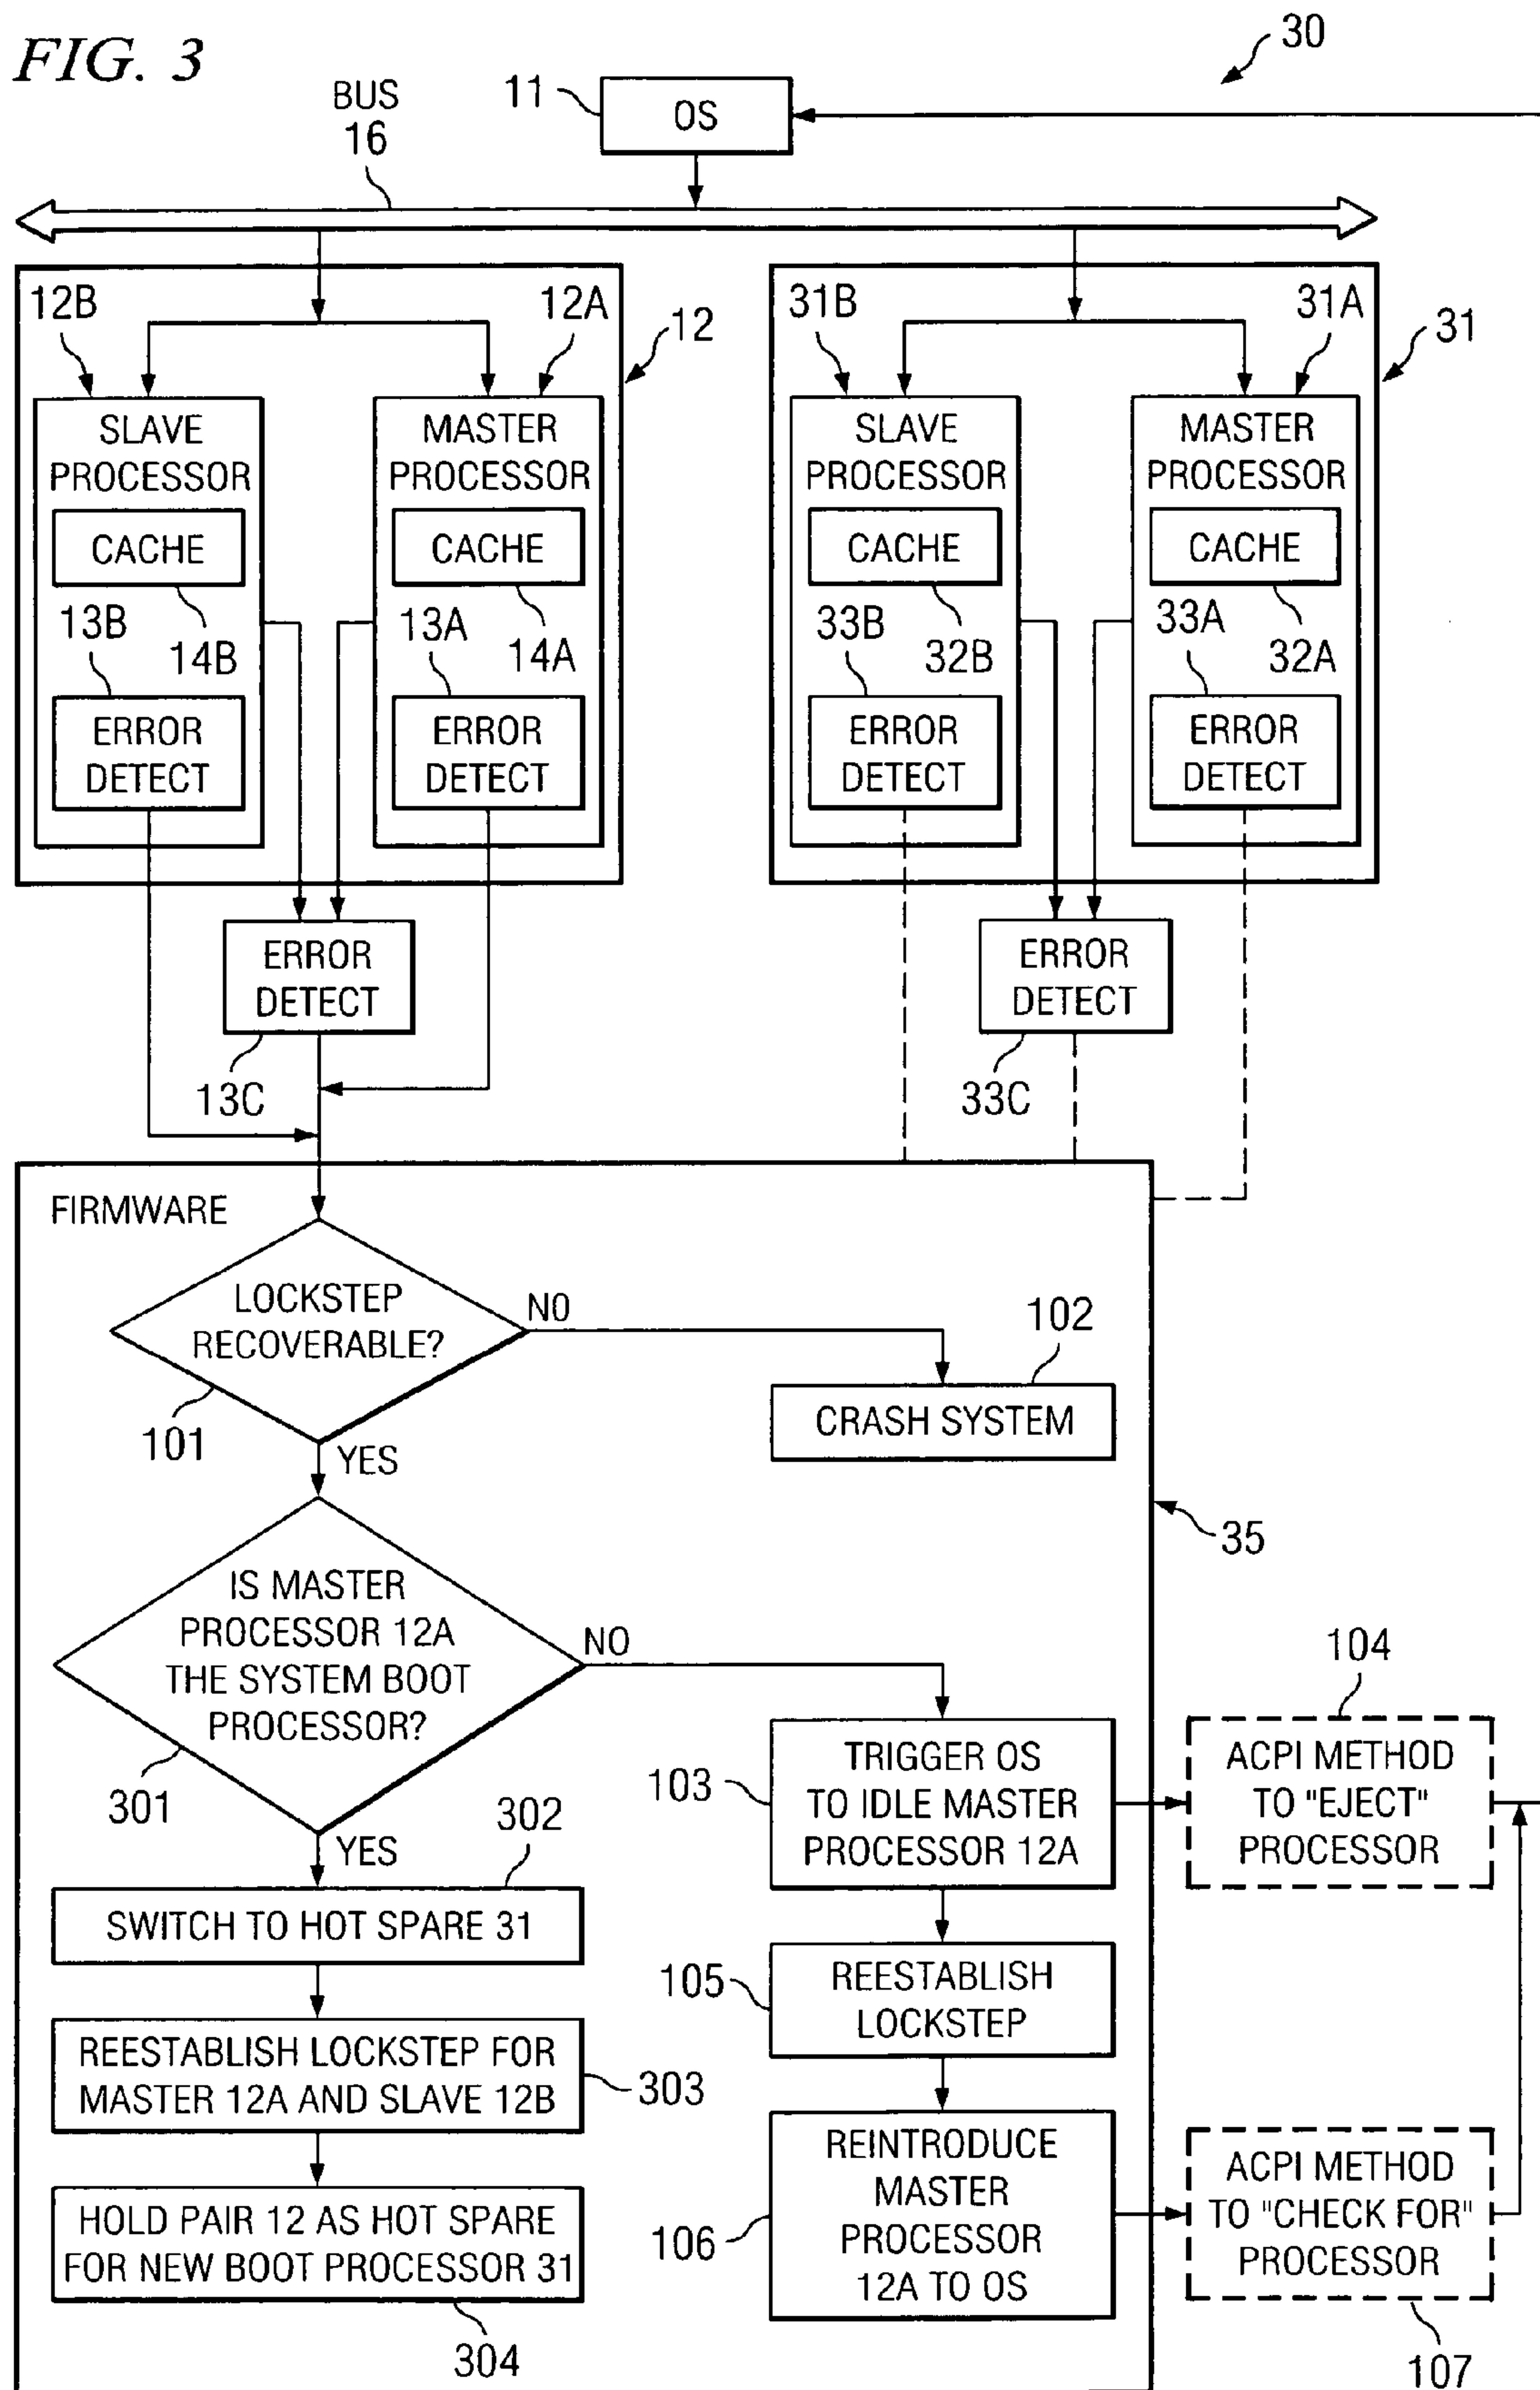 FIG. 3
30
BUS
16
11
OS
12B
12A
12
31B
31A
31
SLAVE
PROCESSOR
CACHE
13B
14B
ERROR
DETECT
MASTER
PROCESSOR
CACHE
13A
14A
ERROR
DETECT
SLAVE
PROCESSOR
CACHE
33B
32B
ERROR
DETECT
MASTER
PROCESSOR
CACHE
33A
32A
ERROR
DETECT
ERROR
DETECT
13C
ERROR
DETECT
33C
FIRMWARE
LOCKSTEP
RECOVERABLE?
NO
101
YES
102
CRASH SYSTEM
35
IS MASTER
PROCESSOR 12A
THE SYSTEM BOOT
PROCESSOR?
NO
301
YES
302
SWITCH TO HOT SPARE 31
REESTABLISH LOCKSTEP FOR
MASTER 12A AND SLAVE 12B
303
HOLD PAIR 12 AS HOT SPARE
FOR NEW BOOT PROCESSOR 31
304
103
TRIGGER OS
TO IDLE MASTER
PROCESSOR 12A
104
ACPI METHOD
TO "EJECT"
PROCESSOR
105
REESTABLISH
LOCKSTEP
106
REINTRODUCE
MASTER
PROCESSOR
12A TO OS
ACPI METHOD
TO "CHECK FOR"
PROCESSOR
107